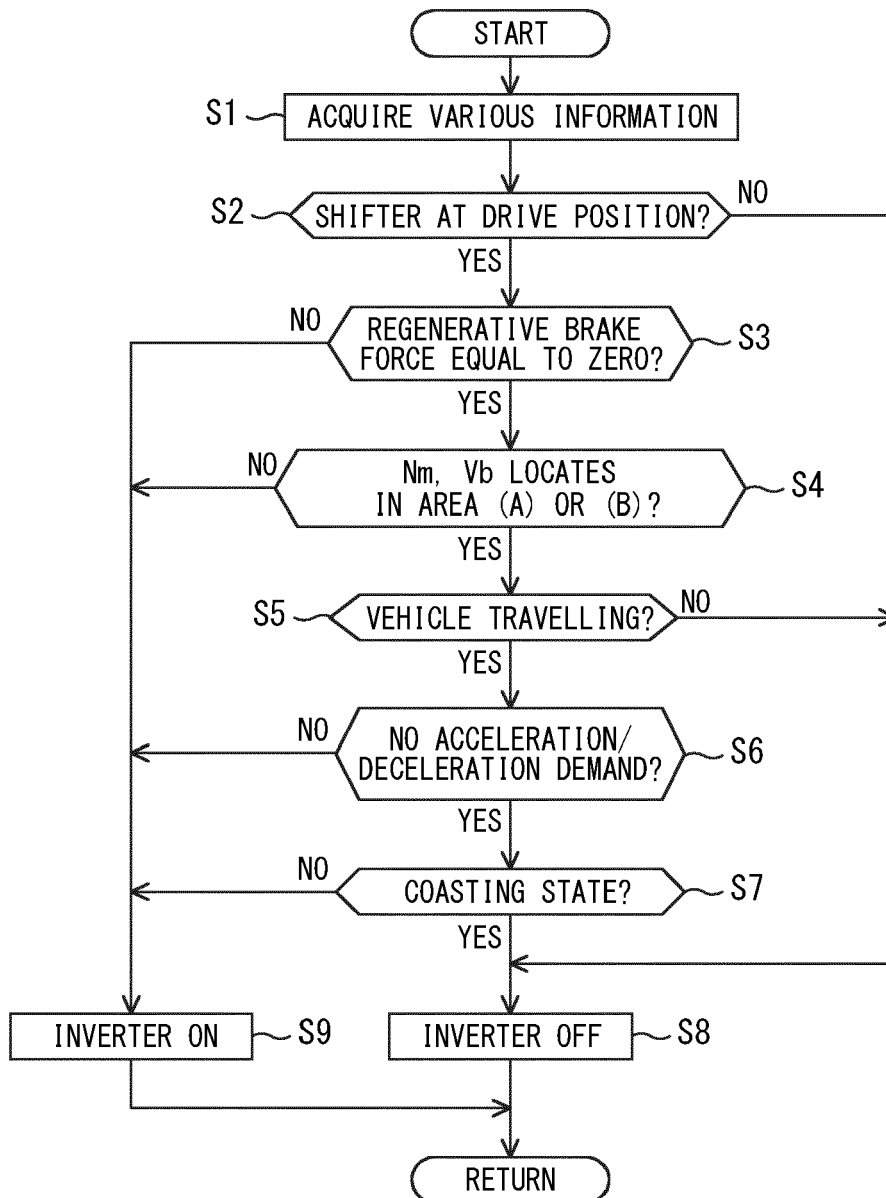 START
S1
ACQUIRE VARIOUS INFORMATION
S2
SHIFTER AT DRIVE POSITION?
NO
YES
NO
REGENERATIVE BRAKE
FORCE EQUAL TO ZERO?
S3
YES
NO
Nm, Vb LOCATES
IN AREA (A) OR (B)?
S4
YES
S5
VEHICLE TRAVELLING?
NO
YES
NO
NO ACCELERATION/
DECELERATION DEMAND?
S6
YES
NO
COASTING STATE?
S7
YES
INVERTER ON
S9
INVERTER OFF
S8
RETURN